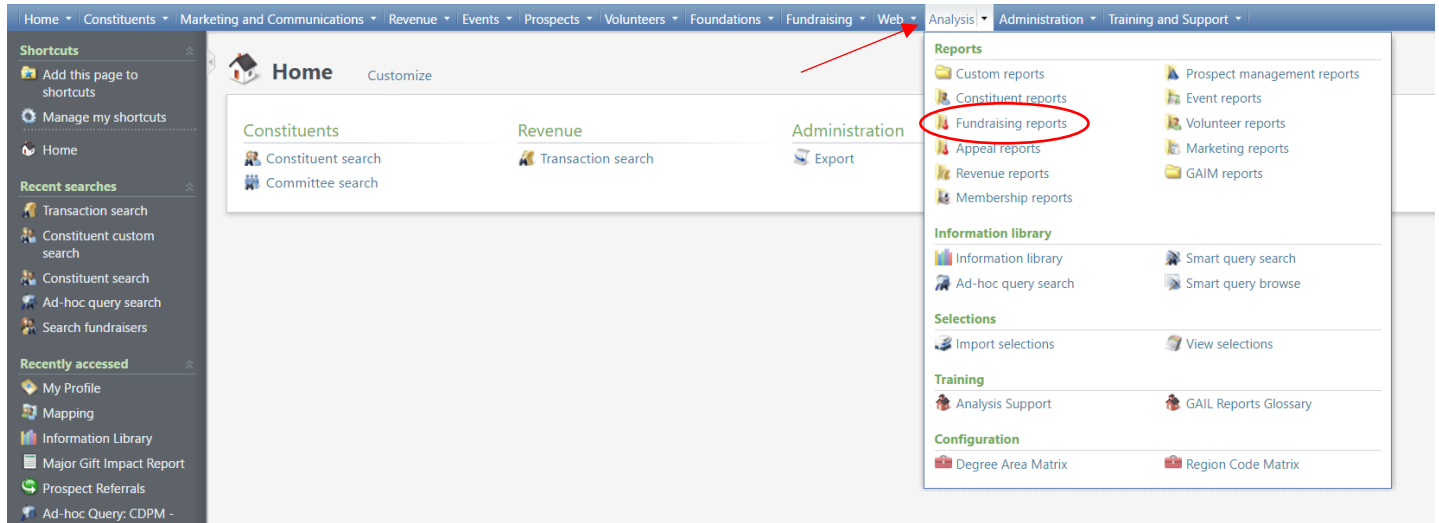 Home Constituents Marketing and Communications Revenue Events Prospects Volunteers Foundations Fundraising Web Analysis Administration Training and Support
Shortcuts
Add this page to
shortcuts
Manage my shortcuts
Home
Recent searches
Transaction search
Constituent custom
search
Constituent search
Ad-hoc query search
Search fundraisers
Recently accessed
My Profile
Mapping
Information Library
Major Gift Impact Report
Prospect Referrals
Ad-hoc Query: CDPM -
Home Customize
Constituents
Constituent search
Committee search
Revenue
Transaction search
Administration
Export
Reports
Custom reports
Constituent reports
Fundraising reports
Appeal reports
Revenue reports
Membership reports
Prospect management reports
Event reports
Volunteer reports
Marketing reports
GAIM reports
Information library
Information library
Ad-hoc query search
Smart query search
Smart query browse
Selections
Import selections
View selections
Training
Analysis Support
GAIL Reports Glossary
Configuration
Degree Area Matrix
Region Code Matrix